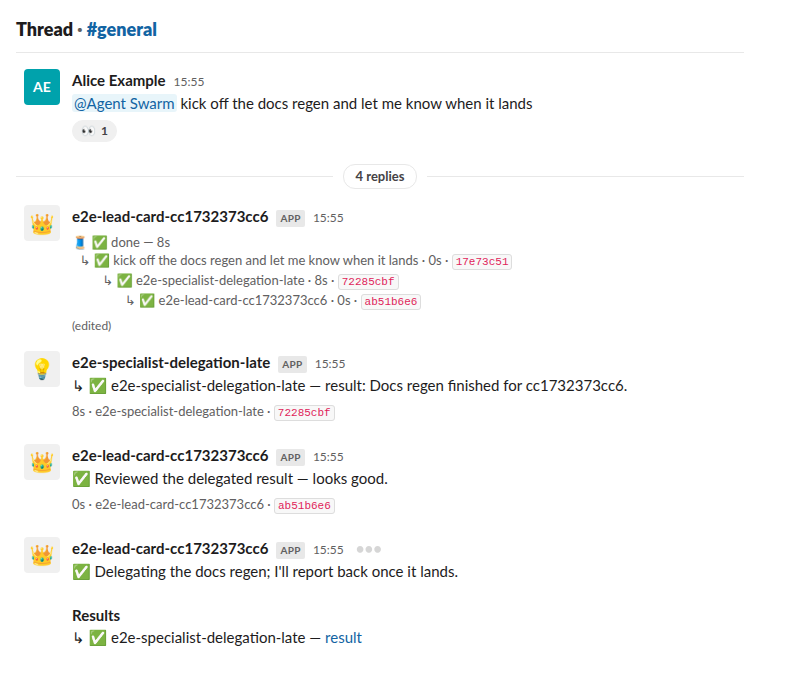 Thread • #general
AE
Alice Example 15:55
@Agent Swarm kick off the docs regen and let me know when it lands
👀 1
4 replies
e2e-lead-card-cc1732373cc6 APP 15:55
🧵 ✅ done — 8s
↳ ✅ kick off the docs regen and let me know when it lands · 0s · 17e73c51
↳ ✅ e2e-specialist-delegation-late · 8s · 72285cbf
↳ ✅ e2e-lead-card-cc1732373cc6 · 0s · ab51b6e6
(edited)
e2e-specialist-delegation-late APP 15:55
↳ ✅ e2e-specialist-delegation-late — result: Docs regen finished for cc1732373cc6.
8s · e2e-specialist-delegation-late · 72285cbf
e2e-lead-card-cc1732373cc6 APP 15:55
✅ Reviewed the delegated result — looks good.
0s · e2e-lead-card-cc1732373cc6 · ab51b6e6
e2e-lead-card-cc1732373cc6 APP 15:55
✅ Delegating the docs regen; I'll report back once it lands.
Results
↳ ✅ e2e-specialist-delegation-late — result